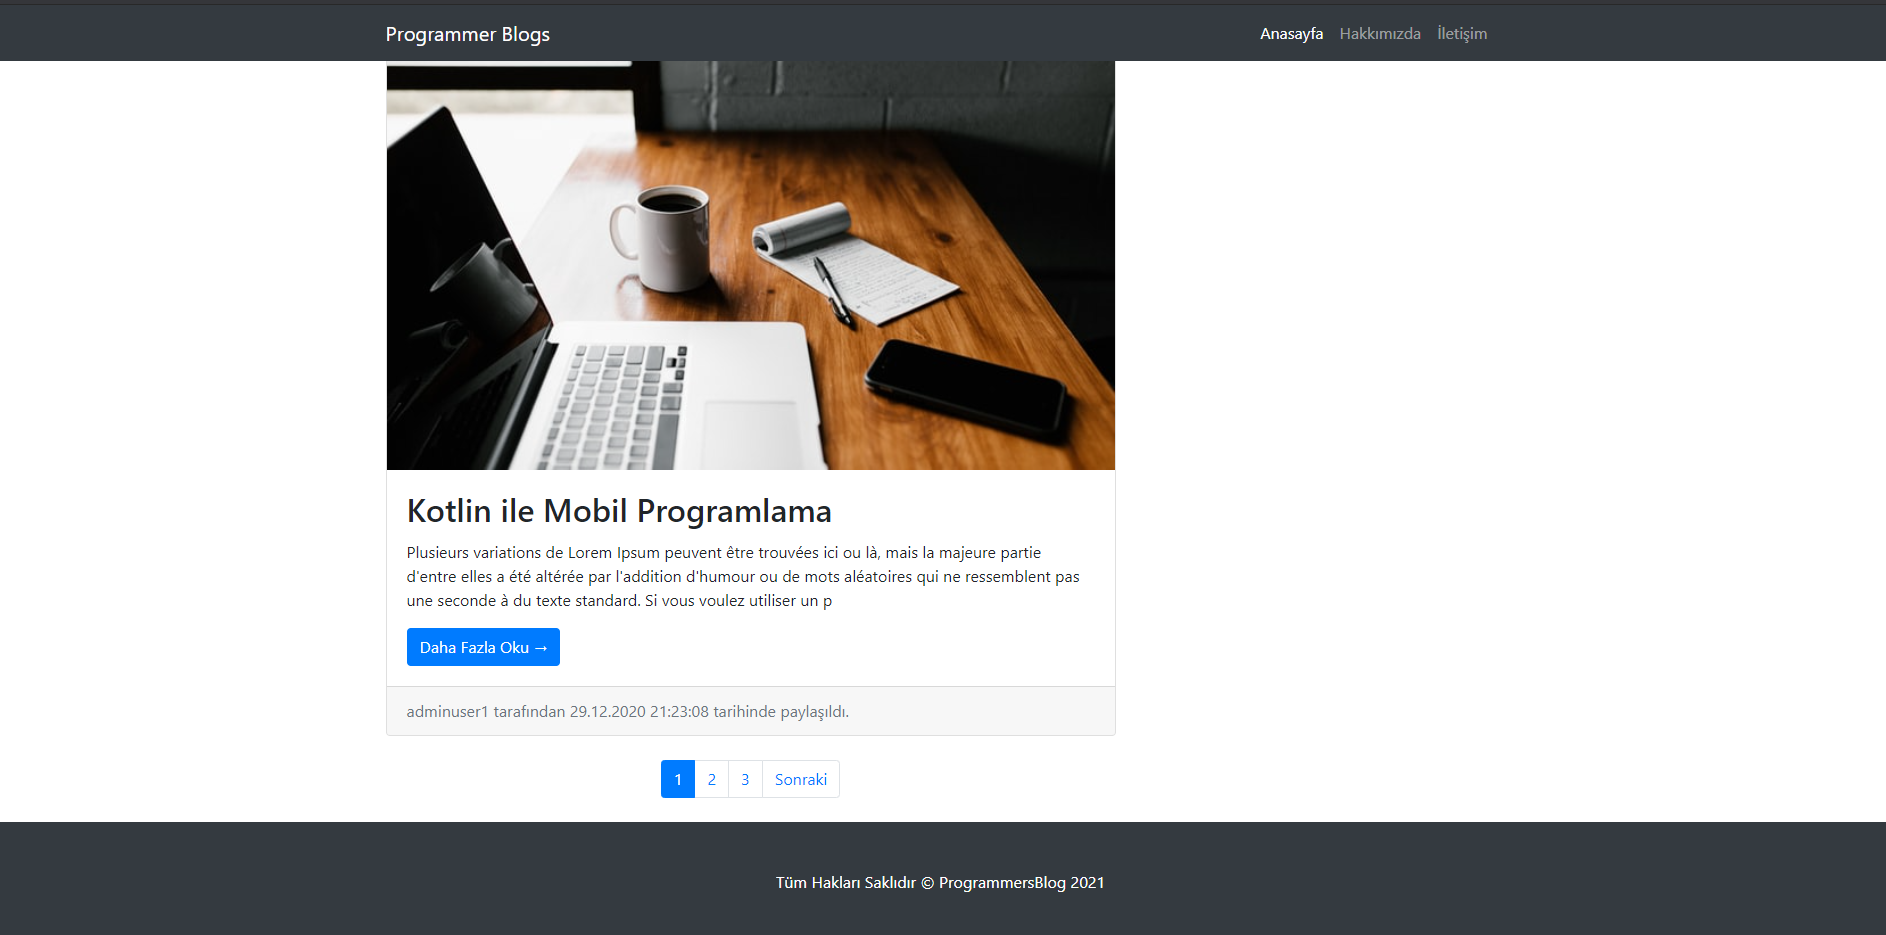 Programmer Blogs
Anasayfa Hakkımızda İletişim
Kotlin ile Mobil Programlama
Plusieurs variations de Lorem Ipsum peuvent être trouvées ici ou là, mais la majeure partie
d'entre elles a été altérée par l'addition d'humour ou de mots aléatoires qui ne ressemblent pas
une seconde à du texte standard. Si vous voulez utiliser un p
Daha Fazla Oku →
adminuser1 tarafından 29.12.2020 21:23:08 tarihinde paylaşıldı.
1 2 3 Sonraki
Tüm Hakları Saklıdır © ProgrammersBlog 2021